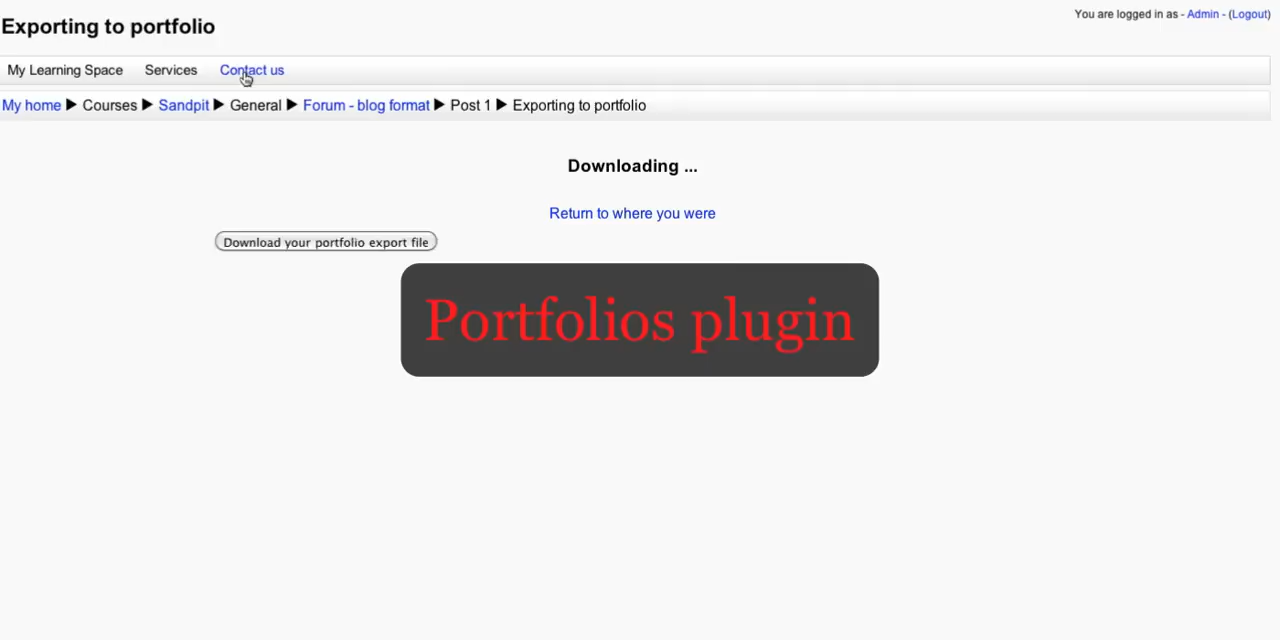 Exporting to portfolio
You are logged in as - Admin - (Logout)
My Learning Space Services Contact us
My home ▶ Courses ▶ Sandpit ▶ General ▶ Forum - blog format ▶ Post 1 ▶ Exporting to portfolio
Downloading ...
Return to where you were
Download your portfolio export file
Portfolios plugin